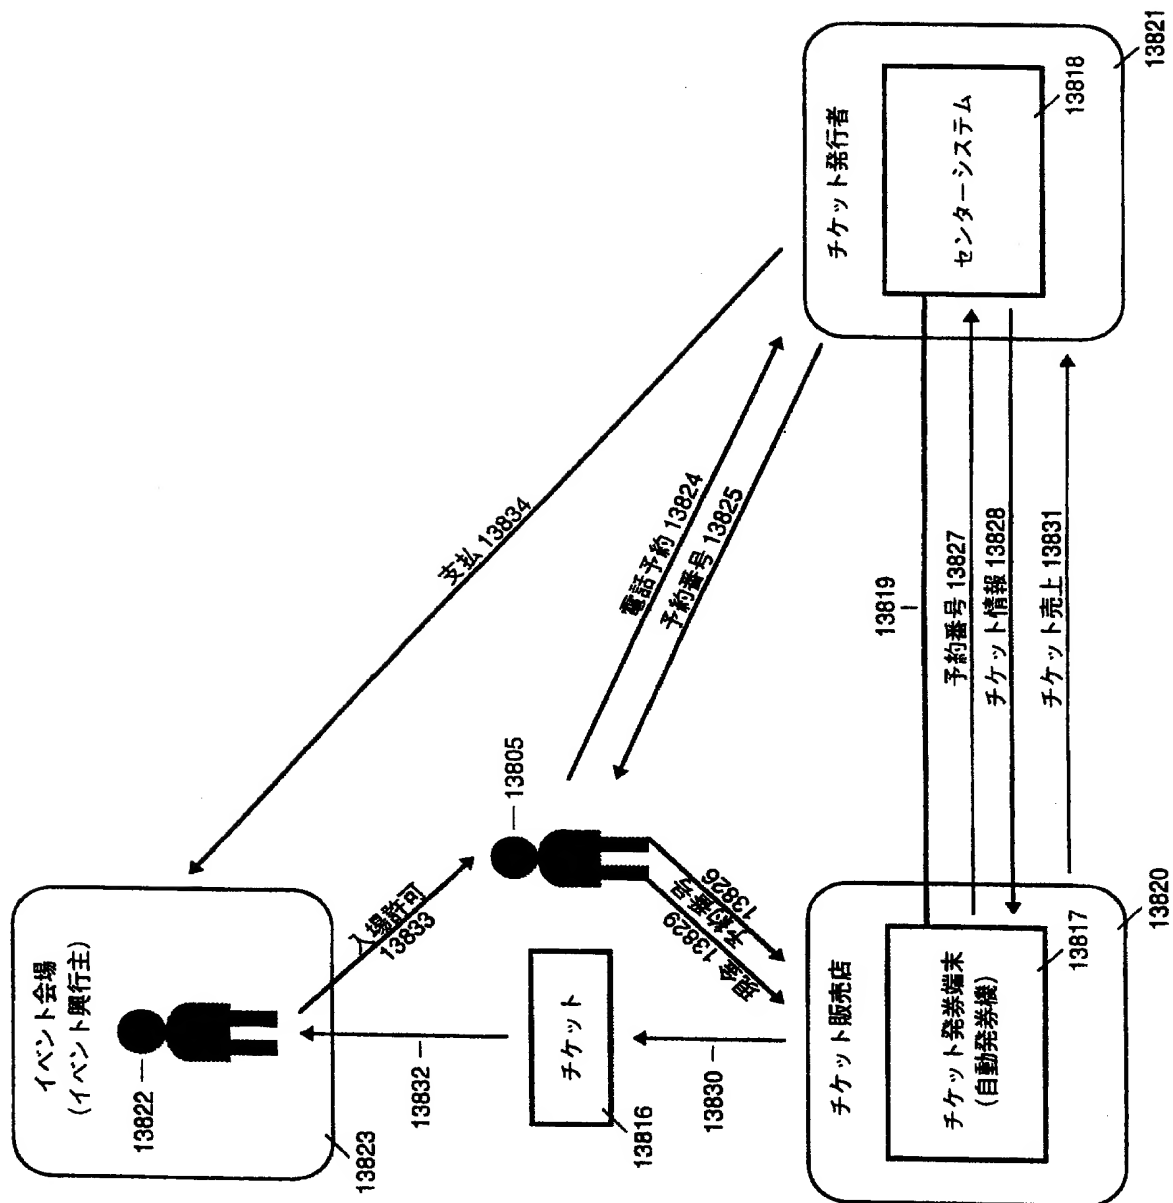 イベント会場
(イベント興行主)
13822
13823
入場許可
13833
13832
チケット
13816
13830
13805
支払 13834
電話予約 13824
予約番号 13825
現金
13829
予約番号
13826
チケット販売店
チケット発券端末
(自動発券機)
13817
13820
13819
予約番号 13827
チケット情報 13828
チケット売上 13831
チケット発行者
センターシステム
13818
13821